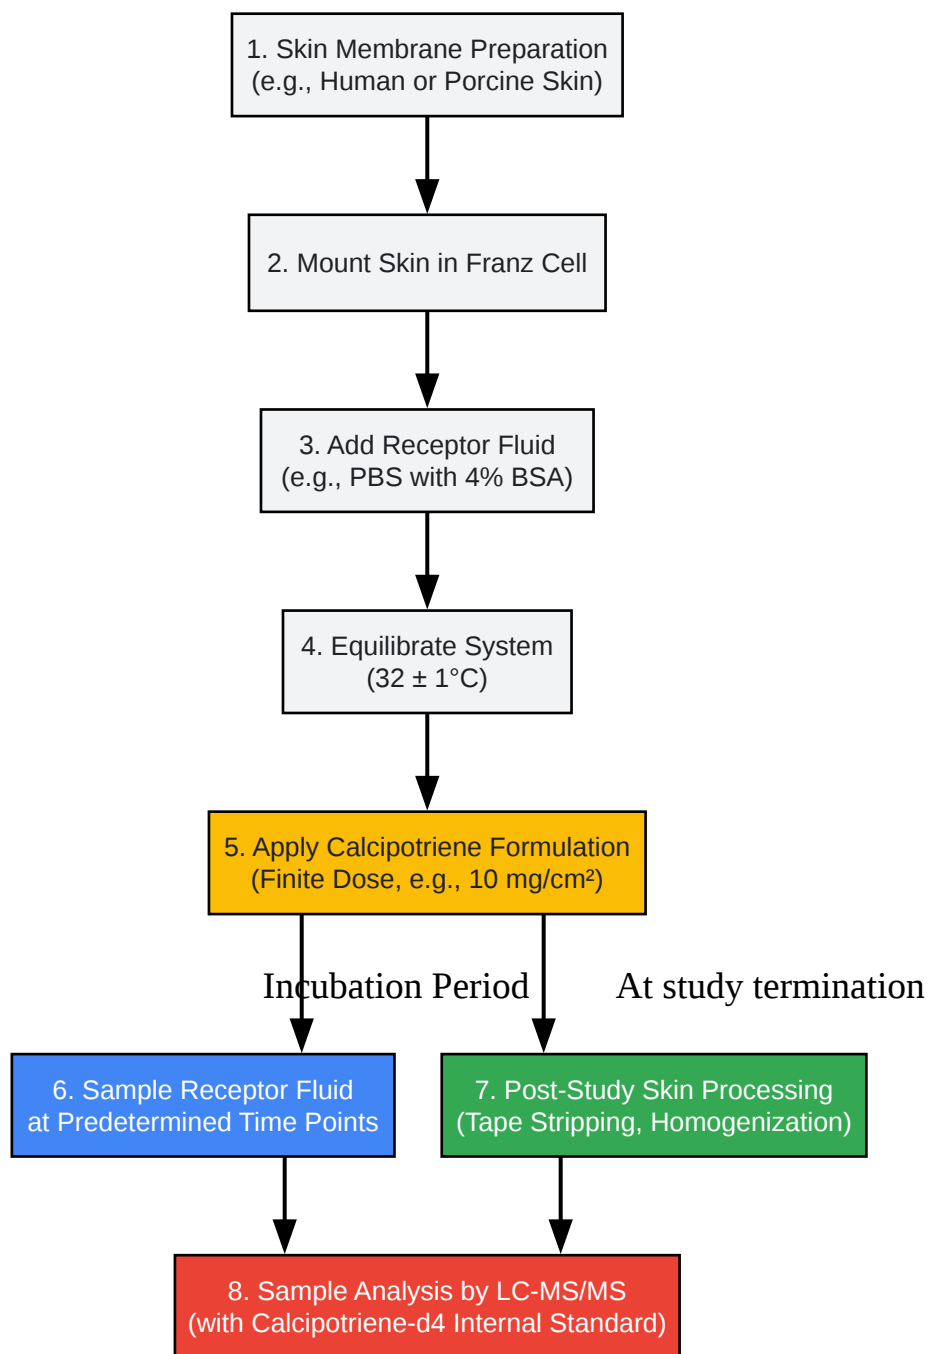 1. Skin Membrane Preparation
(e.g., Human or Porcine Skin)
2. Mount Skin in Franz Cell
3. Add Receptor Fluid
(e.g., PBS with 4% BSA)
4. Equilibrate System
(32 ± 1°C)
5. Apply Calcipotriene Formulation
(Finite Dose, e.g., 10 mg/cm²)
Incubation Period
At study termination
6. Sample Receptor Fluid
at Predetermined Time Points
7. Post-Study Skin Processing
(Tape Stripping, Homogenization)
8. Sample Analysis by LC-MS/MS
(with Calcipotriene-d4 Internal Standard)